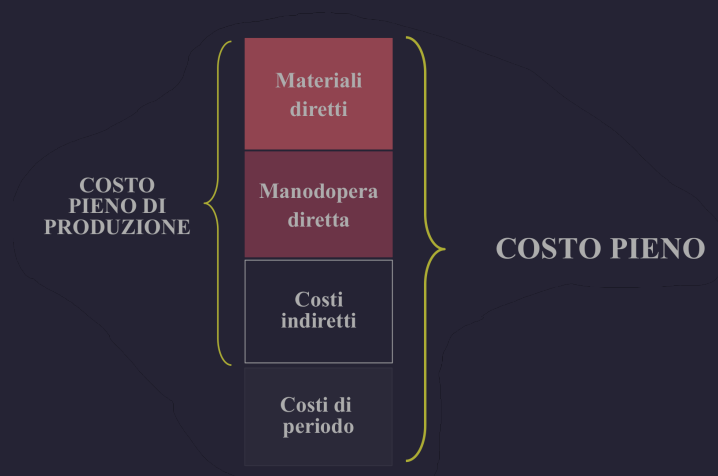 Materiali
diretti
COSTO
PIENO DI
PRODUZIONE
Manodopera
diretta
COSTO PIENO
Costi
indiretti
Costi di
periodo